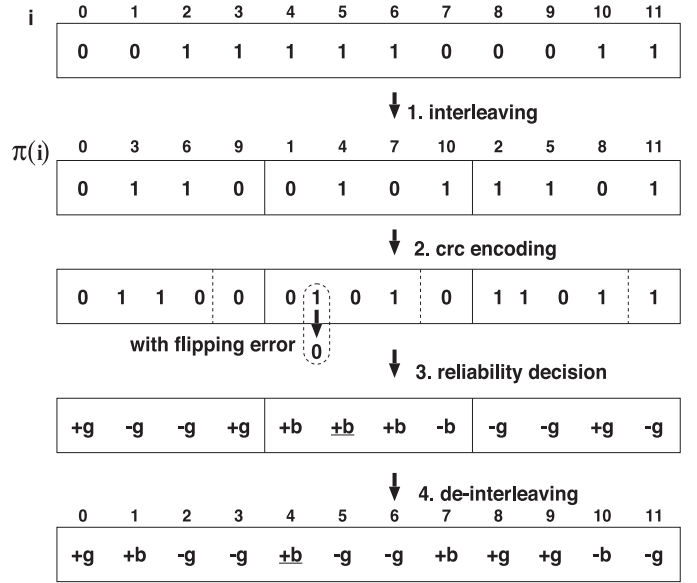 i 0 1 2 3 4 5 6 7 8 9 10 11
0 0 1 1 1 1 1 0 0 0 1 1
1. interleaving
π(i) 0 3 6 9 1 4 7 10 2 5 8 11
0 1 1 0 0 1 0 1 1 1 0 1
2. crc encoding
0 1 1 0 0 0 1 0 1 0 1 1 0 1 1
with flipping error 0
3. reliability decision
+g -g -g +g +b +b +b -b -g -g +g -g
4. de-interleaving
0 1 2 3 4 5 6 7 8 9 10 11
+g +b -g -g +b -g -g +b +g +g -b -g